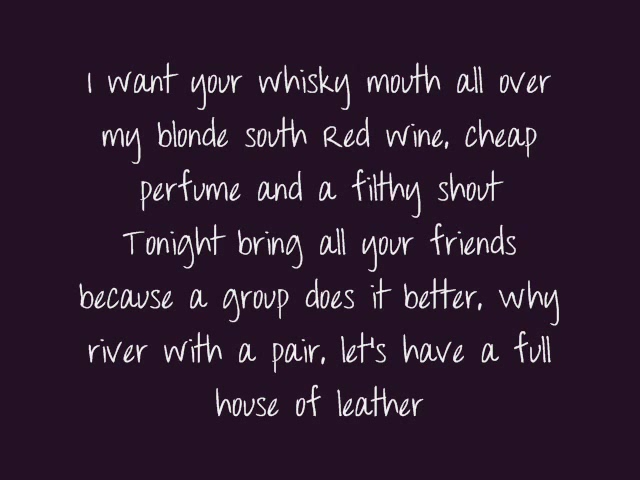 I want your whisky mouth all over
my blonde south Red wine, cheap
perfume and a filthy shout
Tonight bring all your friends
because a group does it better, why
river with a pair, let's have a full
house of leather